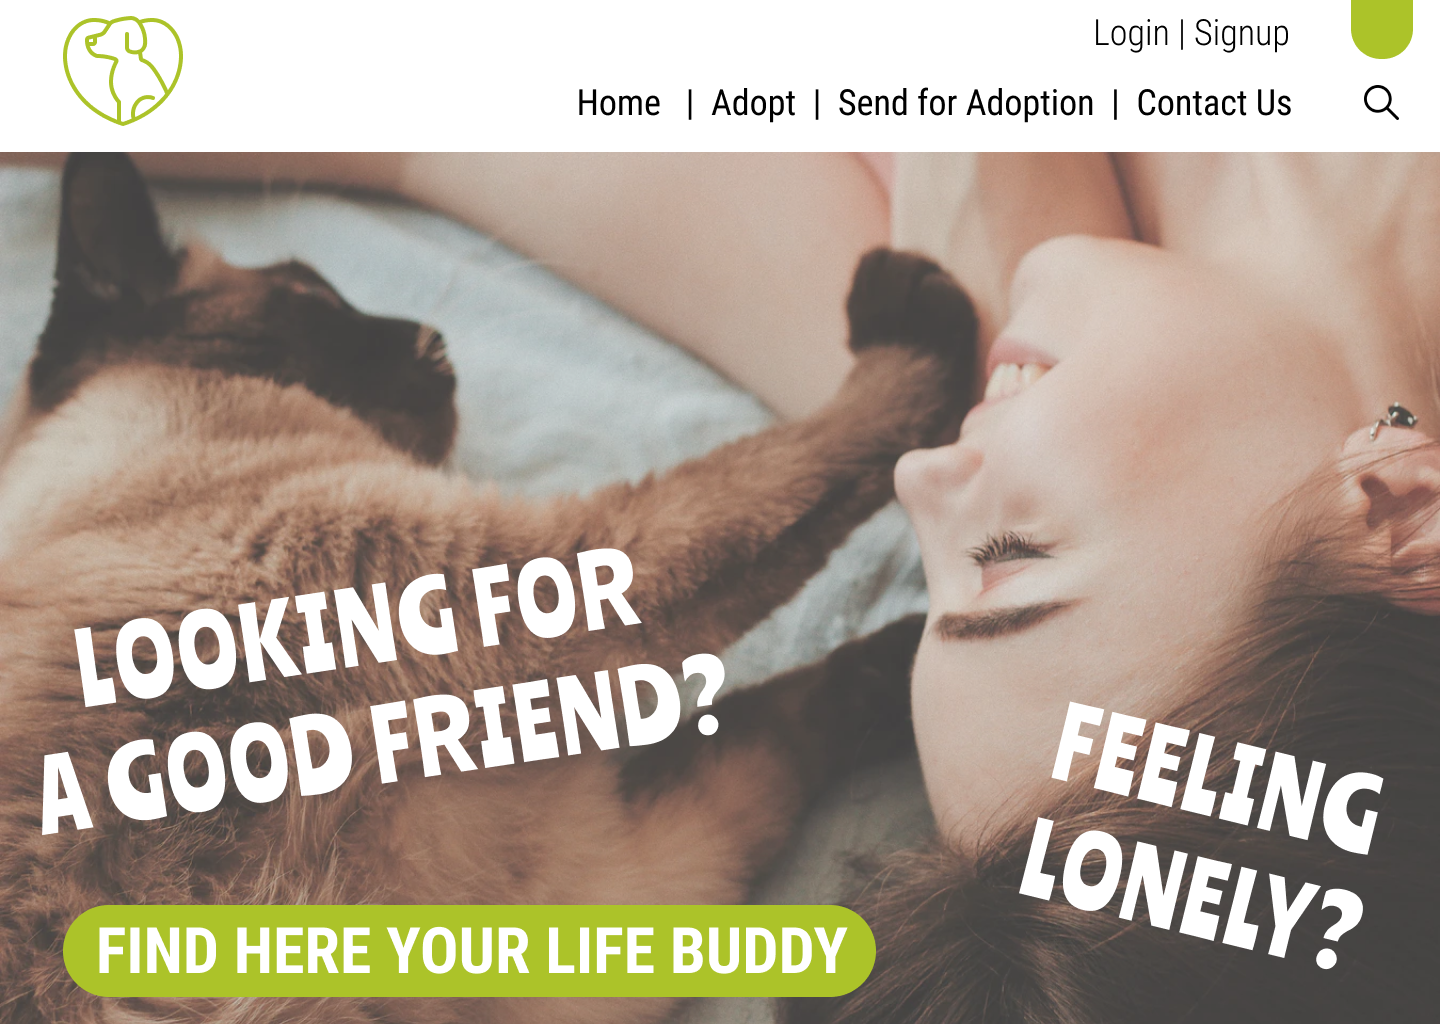 Login | Signup
Home | Adopt | Send for Adoption | Contact Us
LOOKING FOR
A GOOD FRIEND?
FEELING
LONELY?
FIND HERE YOUR LIFE BUDDY